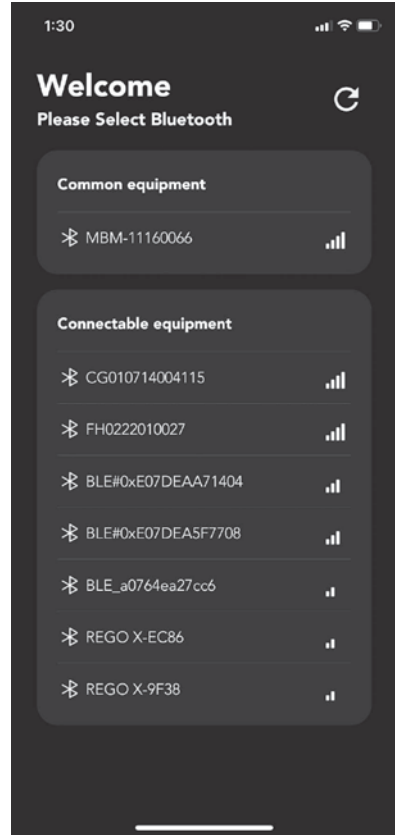 1:30
Welcome
Please Select Bluetooth
Common equipment
MBM-11160066
Connectable equipment
CG010714004115
FH0222010027
BLE#0xE07DEAA71404
BLE#0xE07DEA5F7708
BLE_a0764ea27cc6
REGO X-EC86
REGO X-9F38